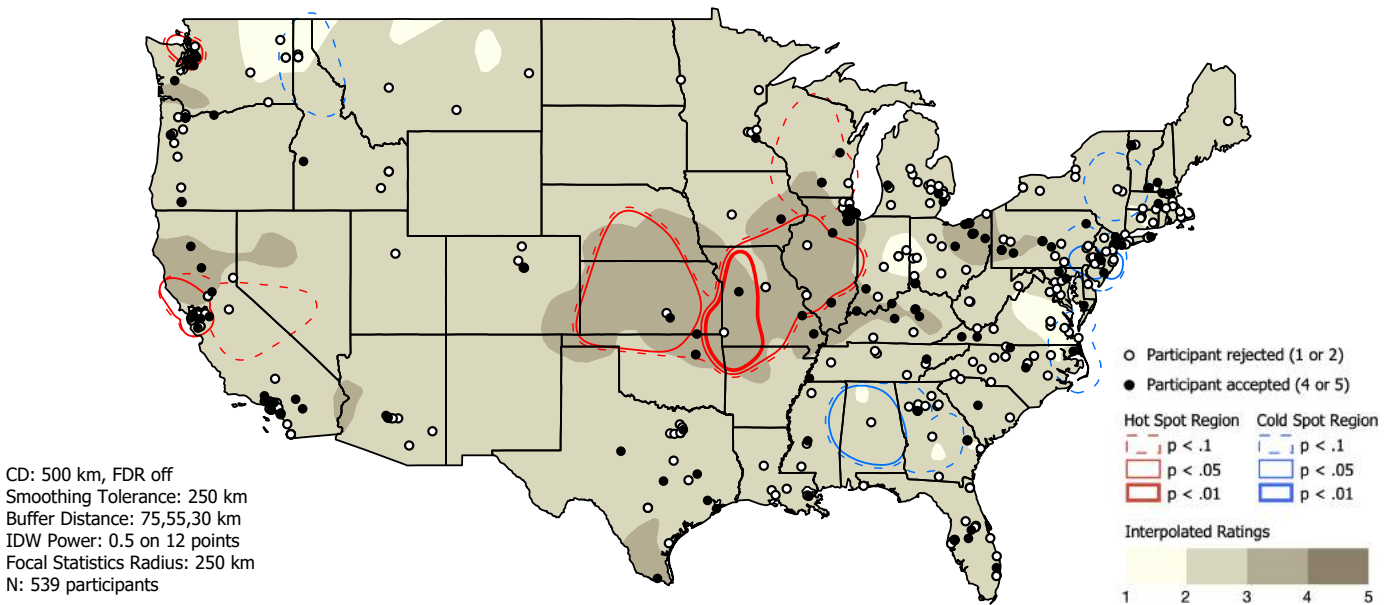 Participant rejected (1 or 2)
Participant accepted (4 or 5)
Hot Spot Region Cold Spot Region
p < .1 p < .1
p < .05 p < .05
p < .01 p < .01
Interpolated Ratings
1 2 3 4 5
CD: 500 km, FDR off
Smoothing Tolerance: 250 km
Buffer Distance: 75,55,30 km
IDW Power: 0.5 on 12 points
Focal Statistics Radius: 250 km
N: 539 participants